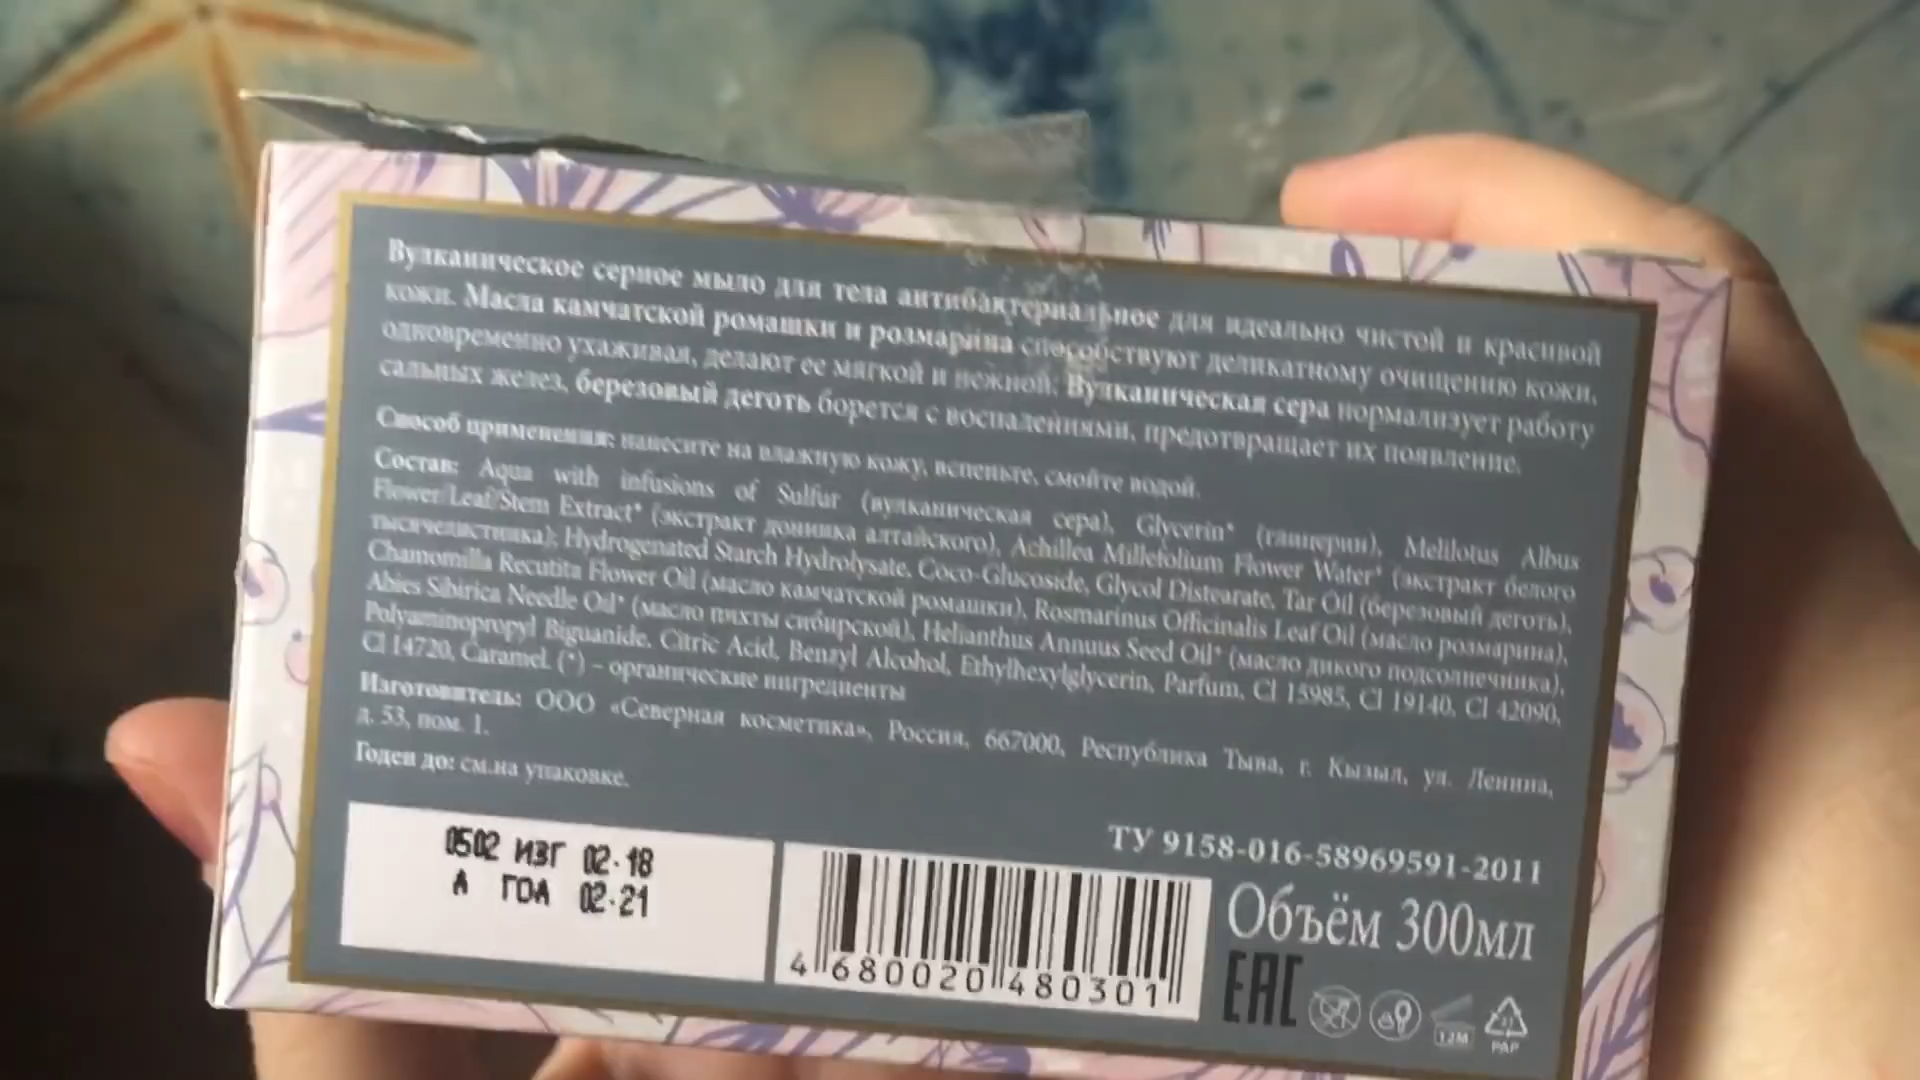 Вулканическое серное мыло для тела антибактериальное для идеально чистой и красивой
кожи. Масла камчатской ромашки и розмарина способствуют деликатному очищению кожи,
одновременно ухаживая, делают ее мягкой и нежной. Вулканическая сера нормализует работу
сальных желез, березовый деготь борется с воспалениями, предотвращает их появление.
Способ применения: нанесите на влажную кожу, вспеньте, смойте водой.
Состав: Aqua with infusions of Sulfur (вулканическая сера), Glycerin* (глицерин), Melilotus Albus
Flower/Leaf/Stem Extract* (экстракт донника алтайского), Achillea Millefolium Flower Water* (экстракт белого
тысячелистника); Hydrogenated Starch Hydrolysate, Coco-Glucoside, Glycol Distearate, Tar Oil (березовый деготь),
Chamomilla Recutita Flower Oil (масло камчатской ромашки), Rosmarinus Officinalis Leaf Oil (масло розмарина),
Abies Sibirica Needle Oil* (масло пихты сибирской), Helianthus Annuus Seed Oil* (масло дикого подсолнечника),
Polyaminopropyl Biguanide, Citric Acid, Benzyl Alcohol, Ethylhexylglycerin, Parfum, CI 15985, CI 19140, CI 42090,
CI 14720, Caramel. (*) – органические ингредиенты
Изготовитель: ООО «Северная косметика», Россия, 667000, Республика Тыва, г. Кызыл, ул. Ленина,
д. 53, пом. 1.
Годен до: см.на упаковке.
ТУ 9158-016-58969591-2011
0502 ИЗГ 02·18
А ГОД 02·21
4 680020 480301
Объём 300мл
EAC
12M
PAP